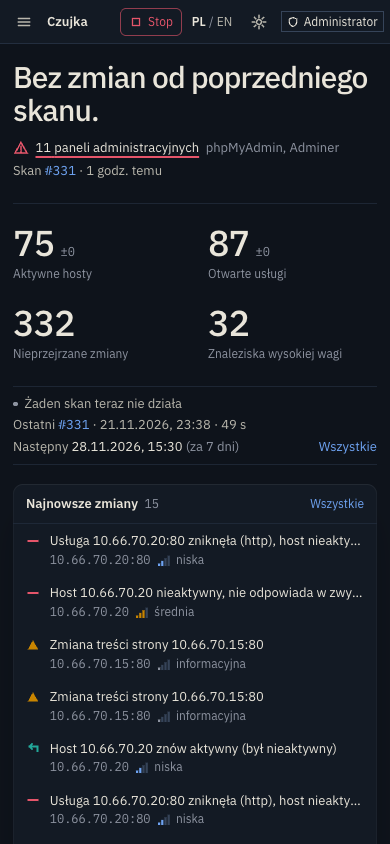 Czujka
Stop
PL / EN
Administrator
Bez zmian od poprzedniego
skanu.
11 paneli administracyjnych phpMyAdmin, Adminer
Skan #331 · 1 godz. temu
75 ±0
Aktywne hosty
87 ±0
Otwarte usługi
332
Nieprzejrzane zmiany
32
Znaleziska wysokiej wagi
Żaden skan teraz nie działa
Ostatni #331 · 21.11.2026, 23:38 · 49 s
Następny 28.11.2026, 15:30 (za 7 dni)
Wszystkie
Najnowsze zmiany 15
Wszystkie
Usługa 10.66.70.20:80 zniknęła (http), host nieakty...
10.66.70.20:80 niska
Host 10.66.70.20 nieaktywny, nie odpowiada w zwy...
10.66.70.20 średnia
Zmiana treści strony 10.66.70.15:80
10.66.70.15:80 informacyjna
Zmiana treści strony 10.66.70.15:80
10.66.70.15:80 informacyjna
Host 10.66.70.20 znów aktywny (był nieaktywny)
10.66.70.20 niska
Usługa 10.66.70.20:80 zniknęła (http), host nieakty...
10.66.70.20:80 niska